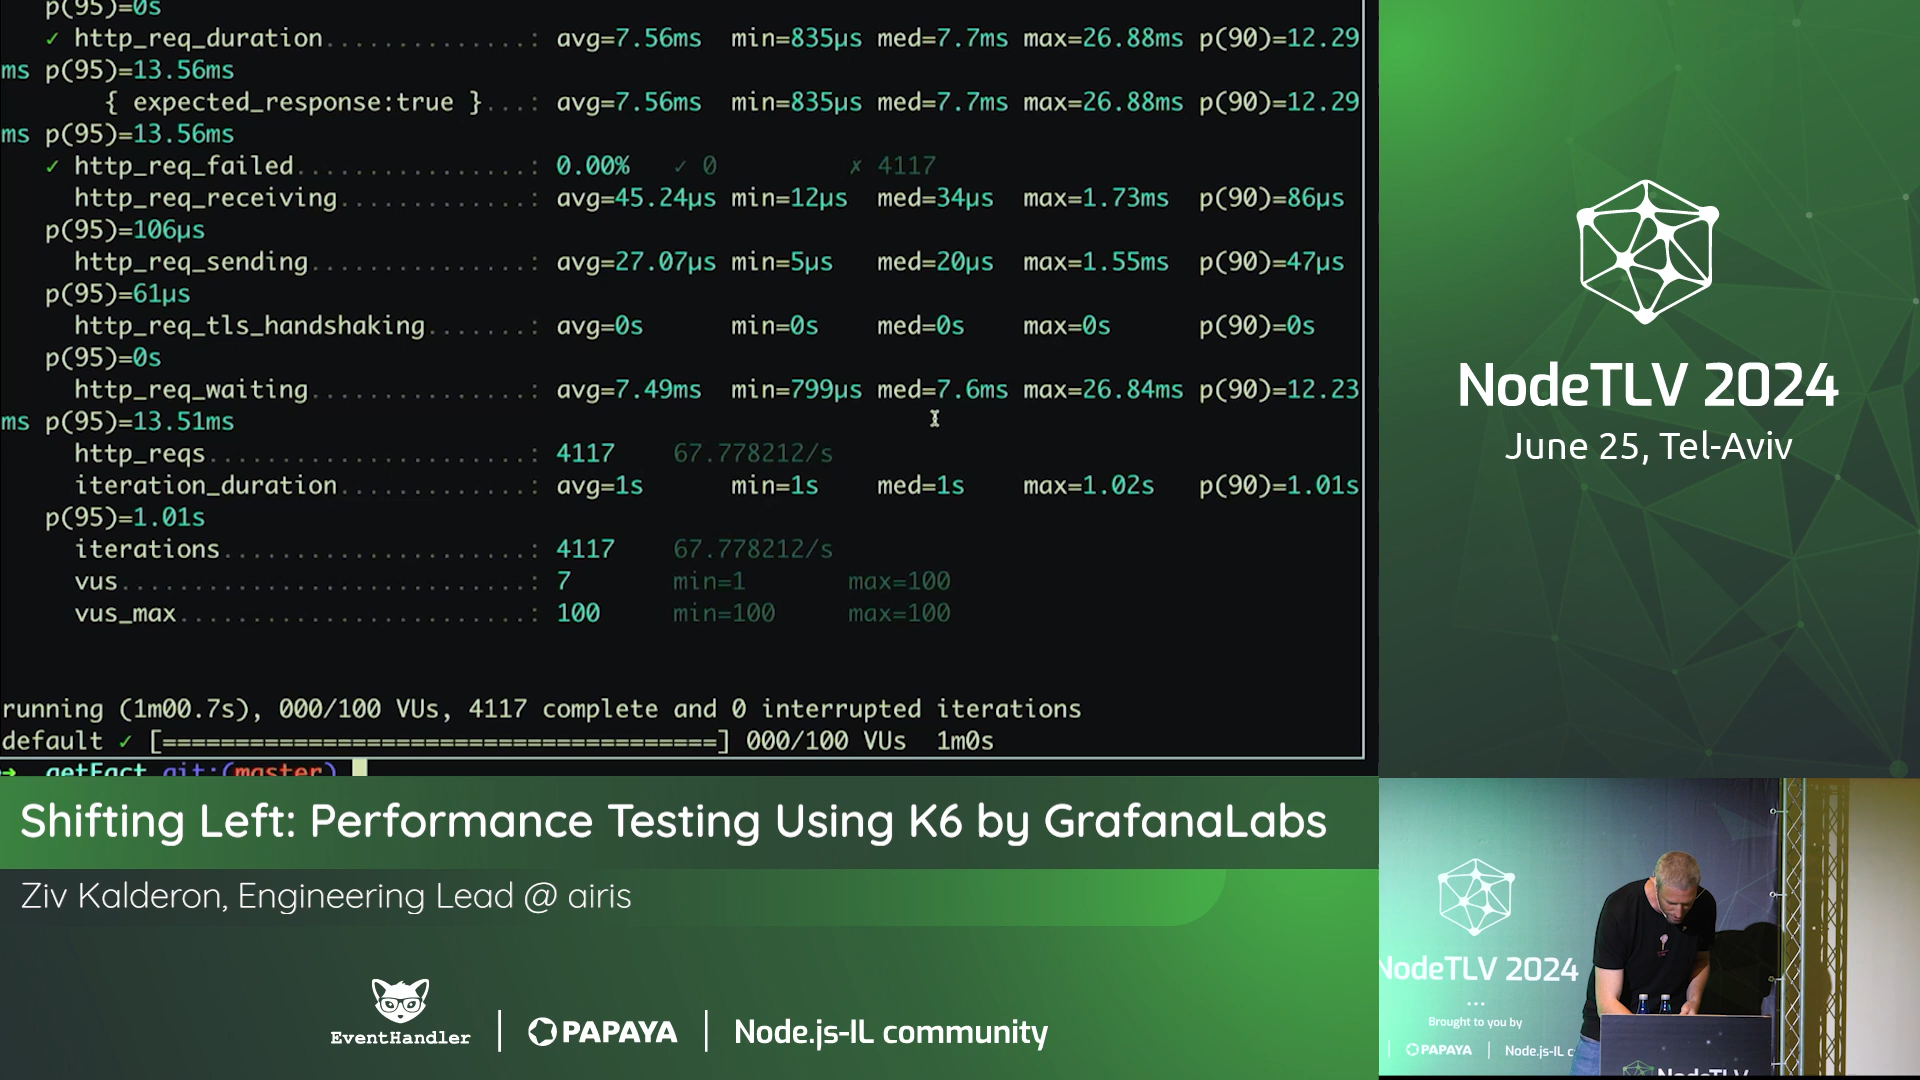 p(95)=0s
✓ http_req_duration..............: avg=7.56ms min=835µs med=7.7ms max=26.88ms p(90)=12.29
ms p(95)=13.56ms
{ expected_response:true }...: avg=7.56ms min=835µs med=7.7ms max=26.88ms p(90)=12.29
ms p(95)=13.56ms
✓ http_req_failed................: 0.00% ✓ 0 ✗ 4117
http_req_receiving.............: avg=45.24µs min=12µs med=34µs max=1.73ms p(90)=86µs
p(95)=106µs
http_req_sending...............: avg=27.07µs min=5µs med=20µs max=1.55ms p(90)=47µs
p(95)=61µs
http_req_tls_handshaking.......: avg=0s min=0s med=0s max=0s p(90)=0s
p(95)=0s
http_req_waiting...............: avg=7.49ms min=799µs med=7.6ms max=26.84ms p(90)=12.23
ms p(95)=13.51ms
http_reqs......................: 4117 67.778212/s
iteration_duration.............: avg=1s min=1s med=1s max=1.02s p(90)=1.01s
p(95)=1.01s
iterations.....................: 4117 67.778212/s
vus............................: 7 min=1 max=100
vus_max........................: 100 min=100 max=100
running (1m00.7s), 000/100 VUs, 4117 complete and 0 interrupted iterations
default ✓ [======================================] 000/100 VUs 1m0s
→ getFact git:(master)
NodeTLV 2024
June 25, Tel-Aviv
Shifting Left: Performance Testing Using K6 by GrafanaLabs
Ziv Kalderon, Engineering Lead @ airis
EventHandler | PAPAYA | Node.js-IL community
NodeTLV 2024
...
Brought to you by
| PAPAYA | Node.js-IL c
NodeTLV